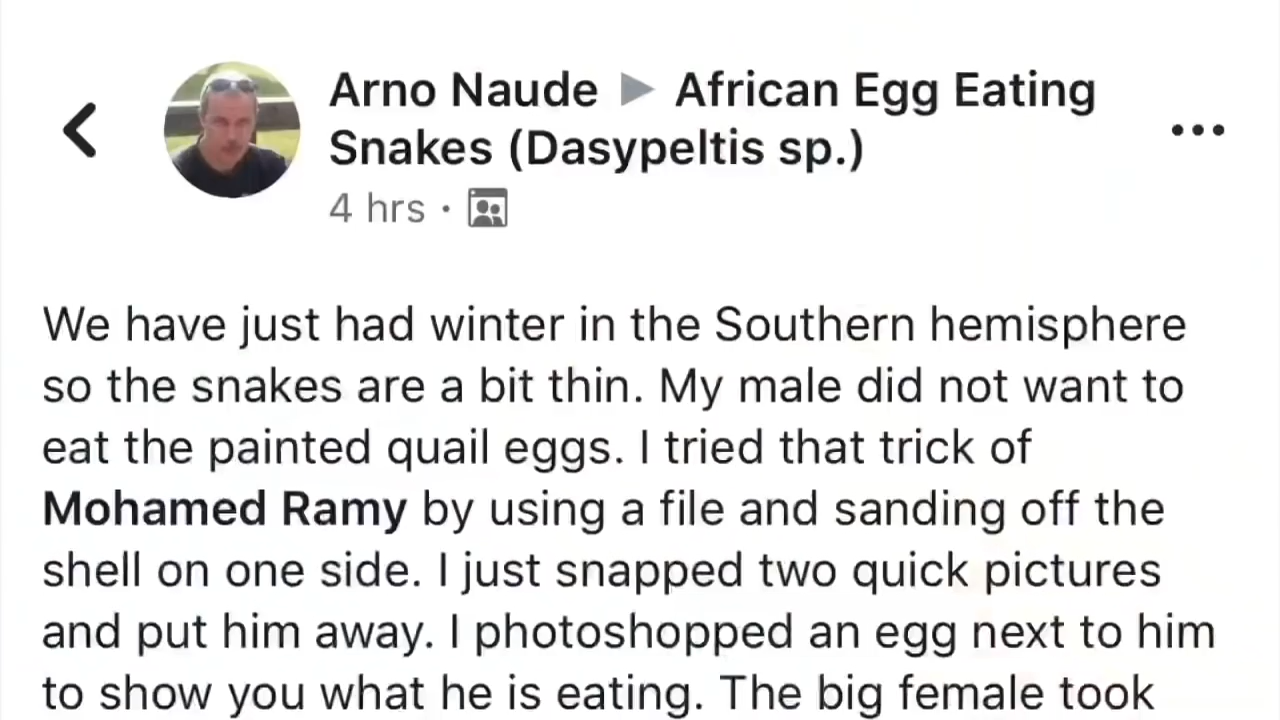 Arno Naude ▶ African Egg Eating
Snakes (Dasypeltis sp.)
4 hrs ·
We have just had winter in the Southern hemisphere
so the snakes are a bit thin. My male did not want to
eat the painted quail eggs. I tried that trick of
Mohamed Ramy by using a file and sanding off the
shell on one side. I just snapped two quick pictures
and put him away. I photoshopped an egg next to him
to show you what he is eating. The big female took